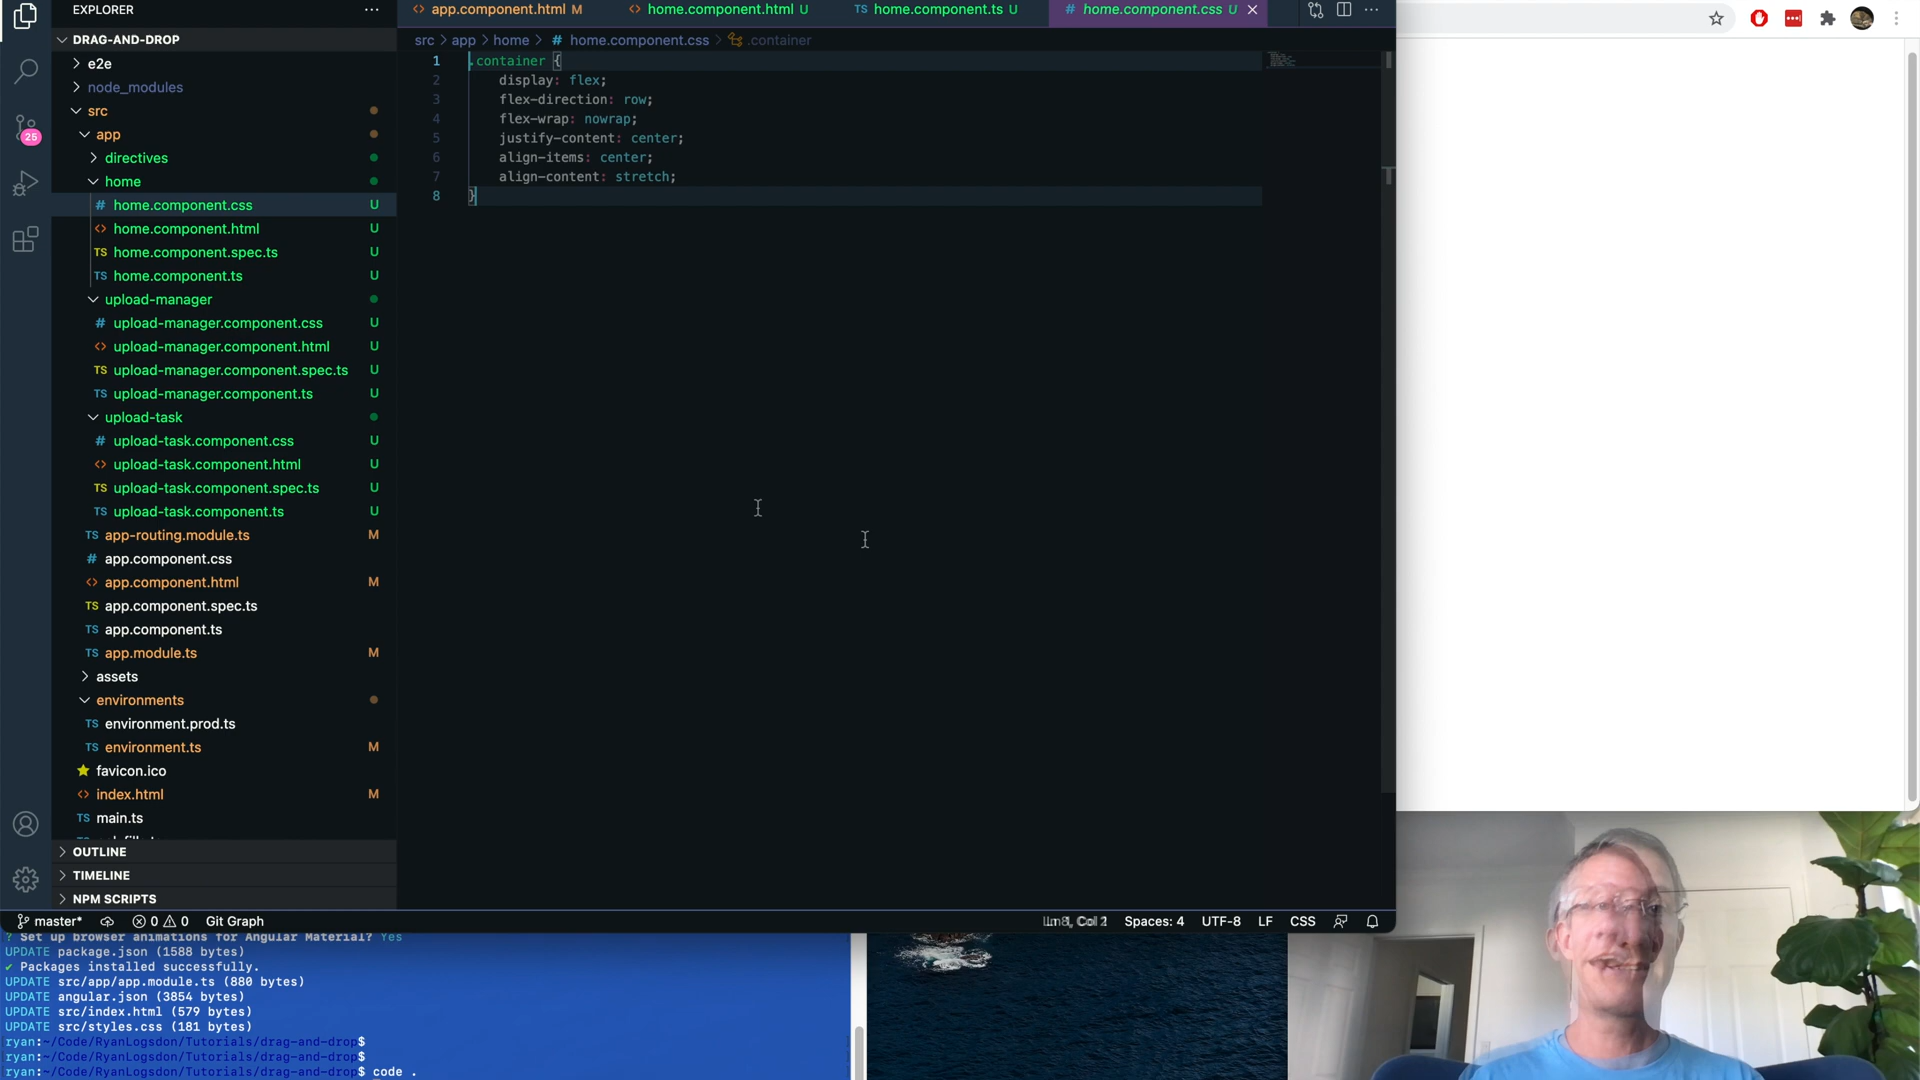 EXPLORER
DRAG-AND-DROP
e2e
node_modules
src
app
directives
home
home.component.css U
home.component.html U
home.component.spec.ts U
home.component.ts U
upload-manager
upload-manager.component.css U
upload-manager.component.html U
upload-manager.component.spec.ts U
upload-manager.component.ts U
upload-task
upload-task.component.css U
upload-task.component.html U
upload-task.component.spec.ts U
upload-task.component.ts U
app-routing.module.ts M
app.component.css
app.component.html M
app.component.spec.ts
app.component.ts
app.module.ts M
assets
environments
environment.prod.ts
environment.ts M
favicon.ico
index.html M
main.ts
OUTLINE
TIMELINE
NPM SCRIPTS
25
app.component.html M
home.component.html U
home.component.ts U
home.component.css U
src > app > home > # home.component.css > .container
1 .container {
2 display: flex;
3 flex-direction: row;
4 flex-wrap: nowrap;
5 justify-content: center;
6 align-items: center;
7 align-content: stretch;
8 }
master* 0 0 Git Graph
Spaces: 4 UTF-8 LF CSS
? Set up browser animations for Angular Material? Yes
UPDATE package.json (1588 bytes)
✔ Packages installed successfully.
UPDATE src/app/app.module.ts (880 bytes)
UPDATE angular.json (3854 bytes)
UPDATE src/index.html (579 bytes)
UPDATE src/styles.css (181 bytes)
ryan:~/Code/RyanLogsdon/Tutorials/drag-and-drop$
ryan:~/Code/RyanLogsdon/Tutorials/drag-and-drop$
ryan:~/Code/RyanLogsdon/Tutorials/drag-and-drop$ code .